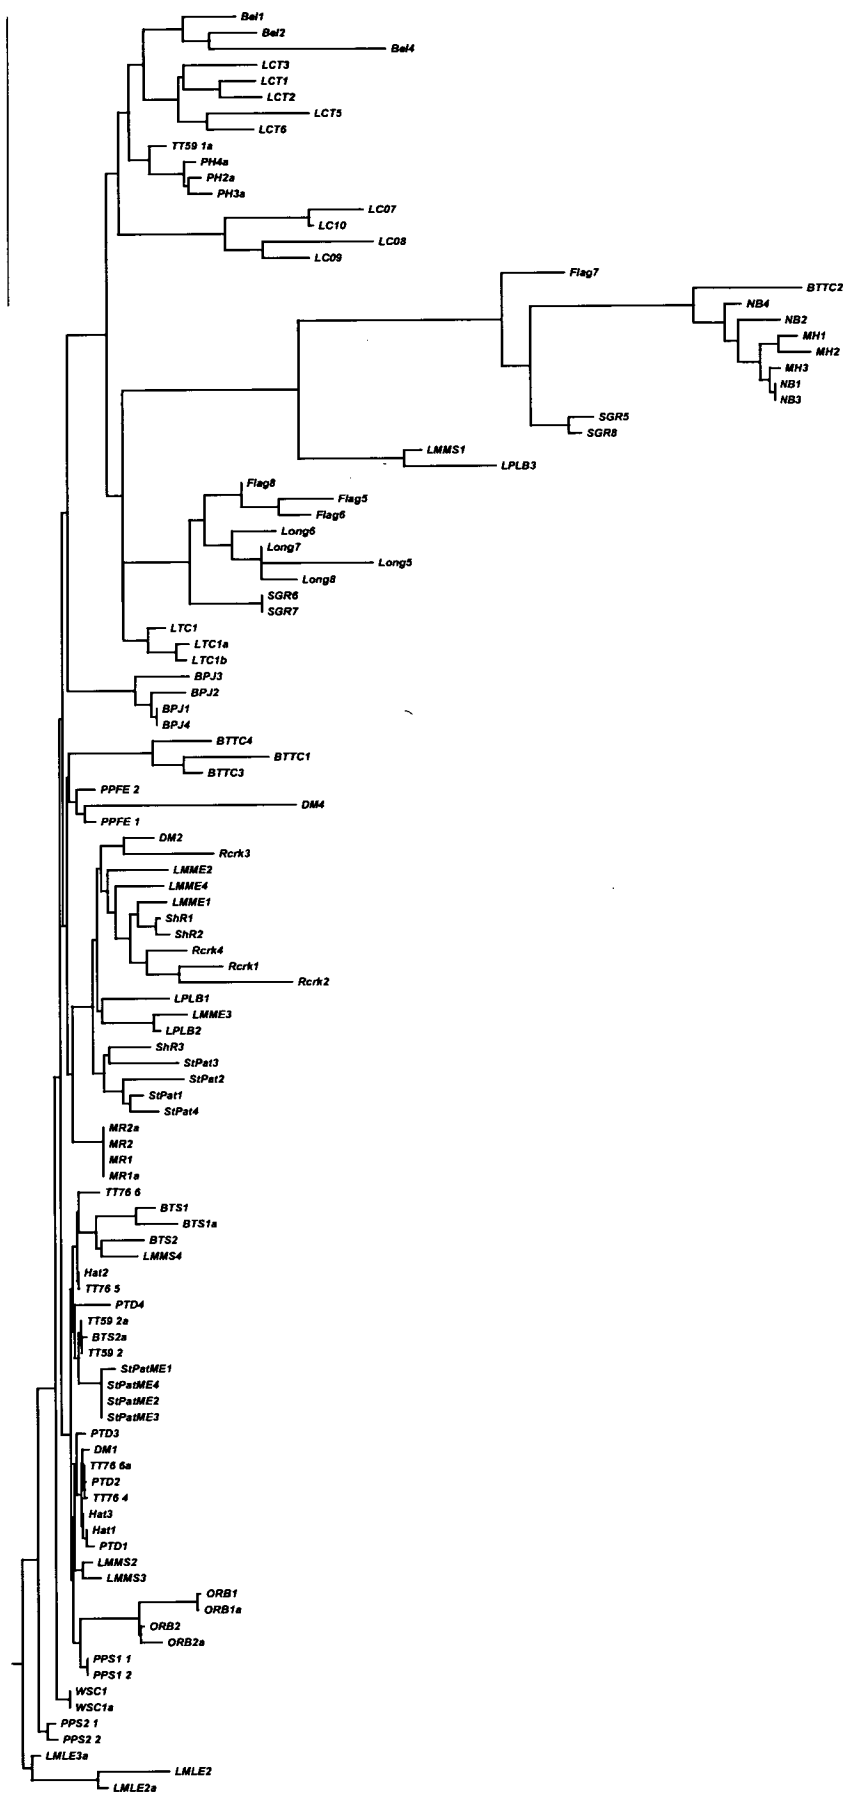 Bel1
Bel2
Bel4
LCT3
LCT1
LCT2
LCT5
LCT6
TT59 1a
PH4a
PH2a
PH3a
LC07
LC10
LC08
LC09
Flag7
BTTC2
NB4
NB2
MH1
MH2
MH3
NB1
NB3
SGR5
SGR8
LMMS1
LPLB3
Flag8
Flag5
Flag6
Long6
Long7
Long5
Long8
SGR6
SGR7
LTC1
LTC1a
LTC1b
BPJ3
BPJ2
BPJ1
BPJ4
BTTC4
BTTC1
BTTC3
PPFE 2
DM4
PPFE 1
DM2
Rcrk3
LMME2
LMME4
LMME1
ShR1
ShR2
Rcrk4
Rcrk1
Rcrk2
LPLB1
LMME3
LPLB2
ShR3
StPat3
StPat2
StPat1
StPat4
MR2a
MR2
MR1
MR1a
TT76 6
BTS1
BTS1a
BTS2
LMMS4
Hat2
TT76 5
PTD4
TT59 2a
BTS2a
TT59 2
StPatME1
StPatME4
StPatME2
StPatME3
PTD3
DM1
TT76 6a
PTD2
TT76 4
Hat3
Hat1
PTD1
LMMS2
LMMS3
ORB1
ORB1a
ORB2
ORB2a
PPS1 1
PPS1 2
WSC1
WSC1a
PPS2 1
PPS2 2
LMLE3a
LMLE2
LMLE2a